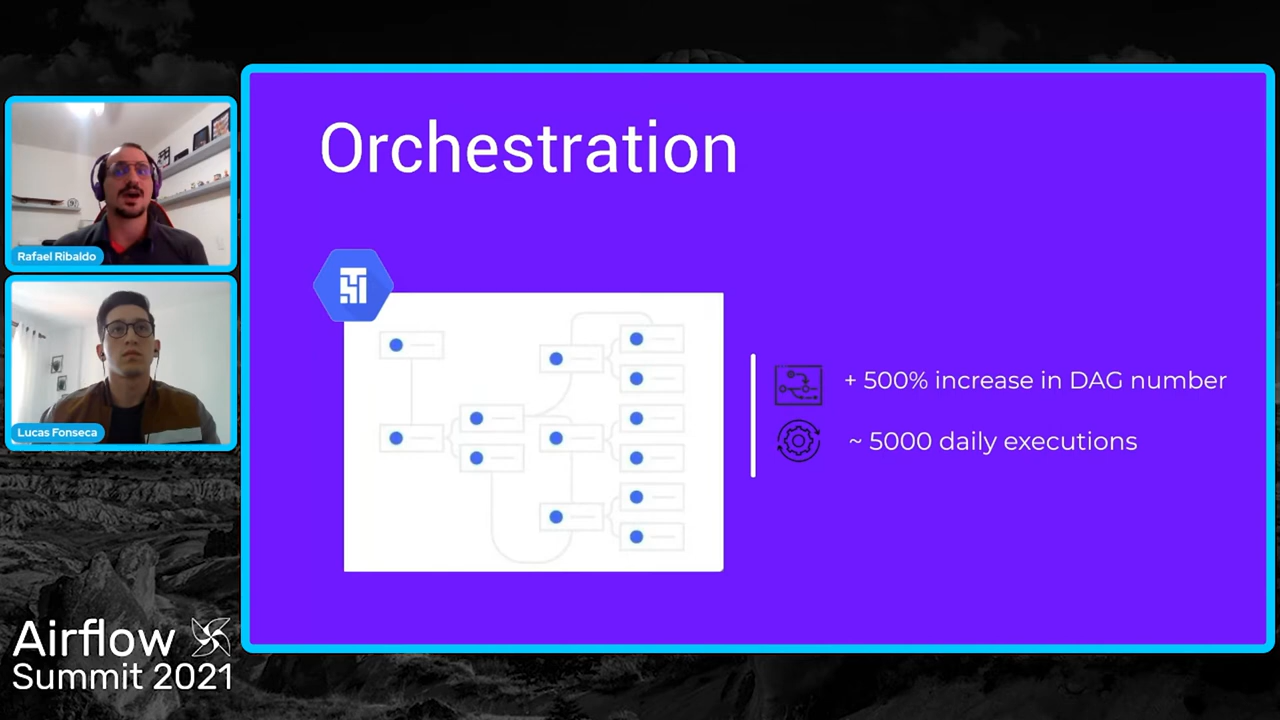 Orchestration
+ 500% increase in DAG number
~ 5000 daily executions
Rafael Ribaldo
Lucas Fonseca
Airflow
Summit 2021